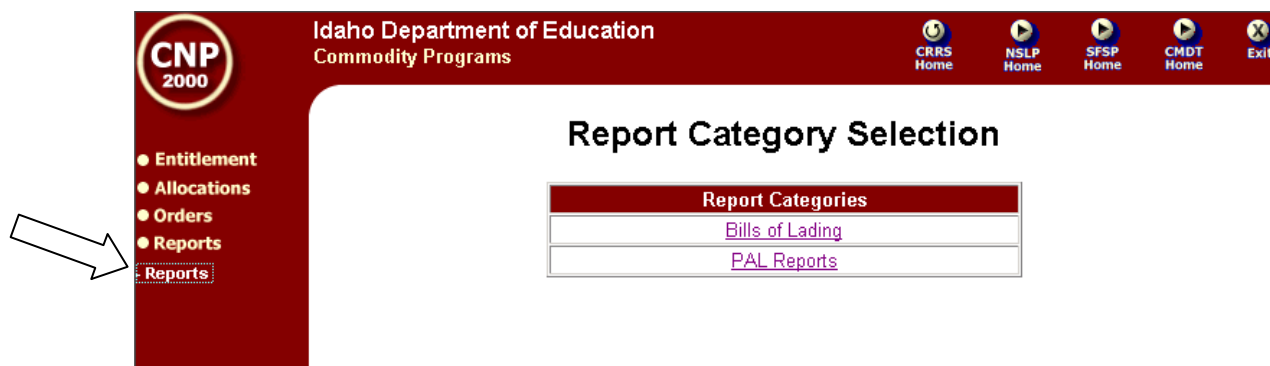 CNP
2000
Idaho Department of Education
Commodity Programs
CRRS
Home
NSLP
Home
SFSP
Home
CMDT
Home
Exit
Entitlement
Allocations
Orders
Reports
- Reports
Report Category Selection
Report Categories
Bills of Lading
PAL Reports